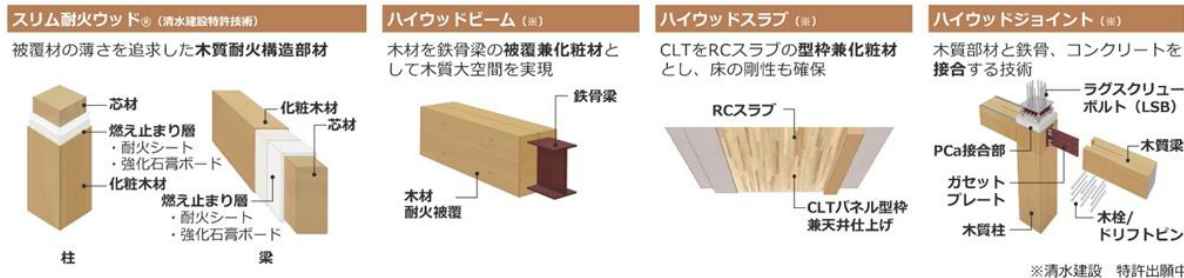 スリム耐火ウッド®（清水建設特許技術）
被覆材の薄さを追求した木質耐火構造部材
芯材
燃え止まり層
・耐火シート
・強化石膏ボード
化粧木材
柱
化粧木材
芯材
燃え止まり層
・耐火シート
・強化石膏ボード
梁
ハイウッドビーム（※）
木材を鉄骨梁の被覆兼化粧材と
して木質大空間を実現
鉄骨梁
木材
耐火被覆
ハイウッドスラブ（※）
CLTをRCスラブの型枠兼化粧材
とし、床の剛性も確保
RCスラブ
CLTパネル型枠
兼天井仕上げ
ハイウッドジョイント（※）
木質部材と鉄骨、コンクリートを
接合する技術
ラグスクリュー
ボルト（LSB）
PCa接合部
木質梁
ガセット
プレート
木質柱
木栓/
ドリフトピン
※清水建設　特許出願中